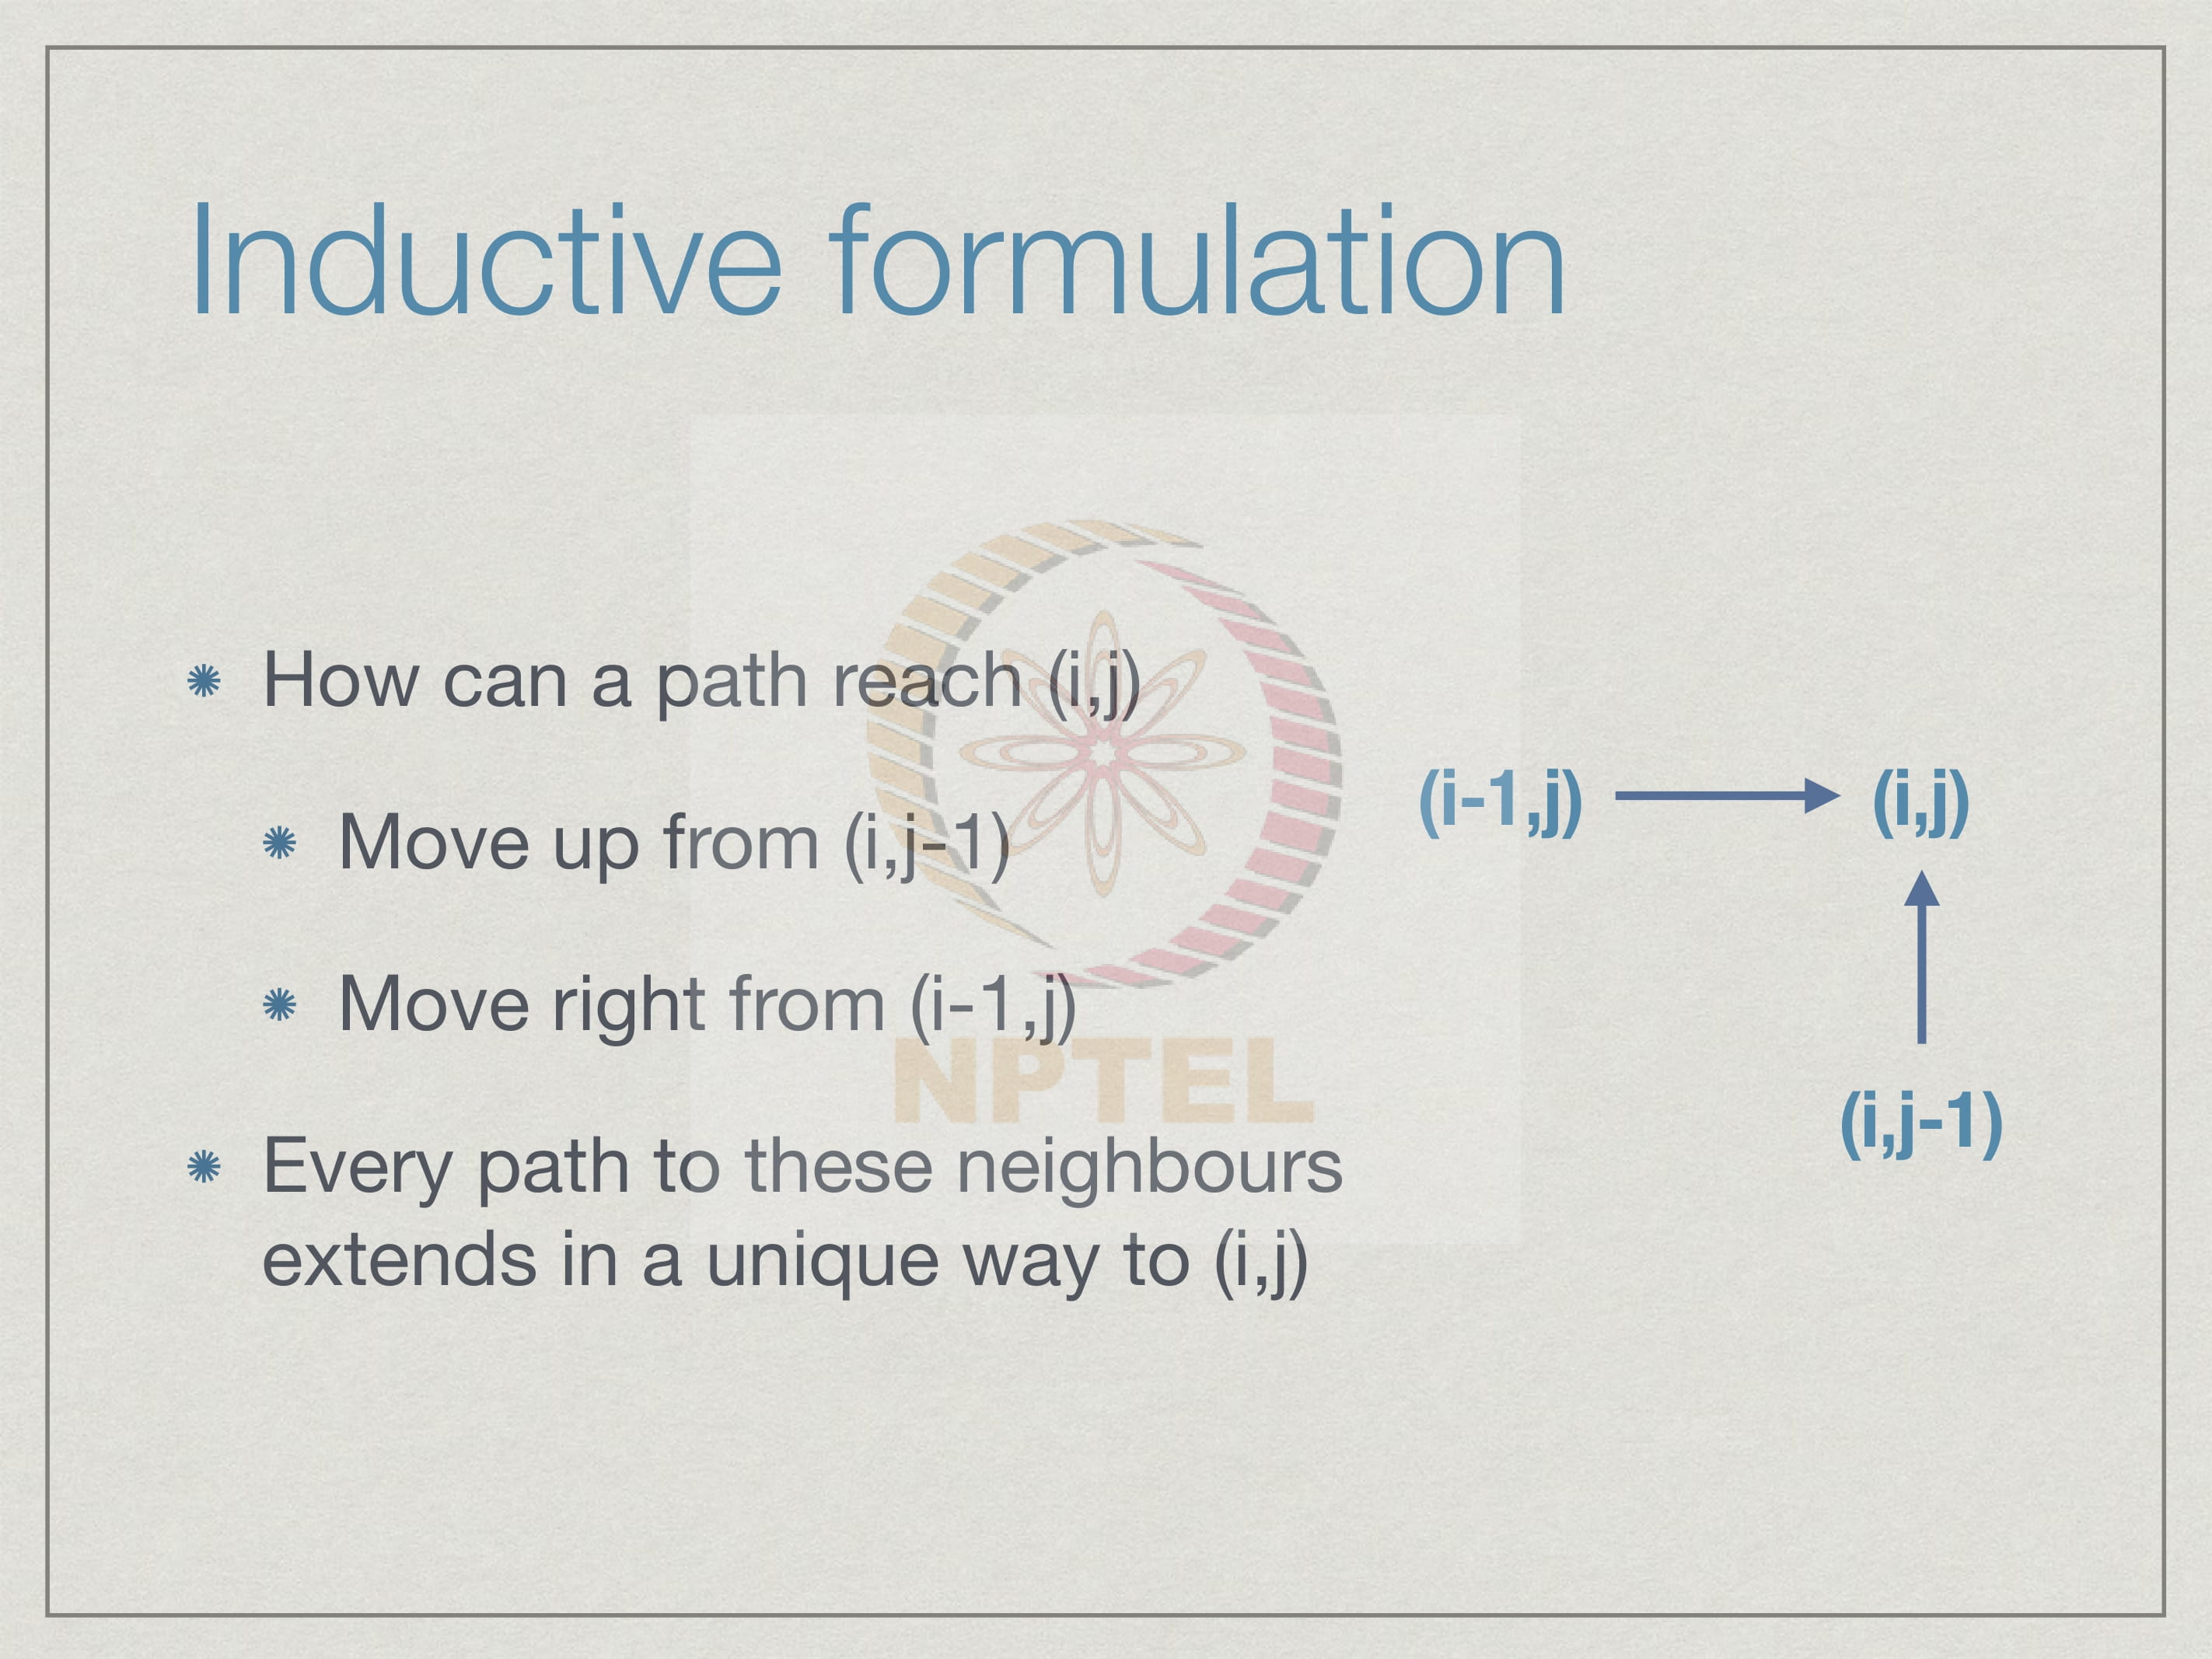 Inductive formulation
How can a path reach (i,j)
Move up from (i,j-1)
Move right from (i-1,j)
Every path to these neighbours
extends in a unique way to (i,j)
(i-1,j)
(i,j)
(i,j-1)
NPTEL